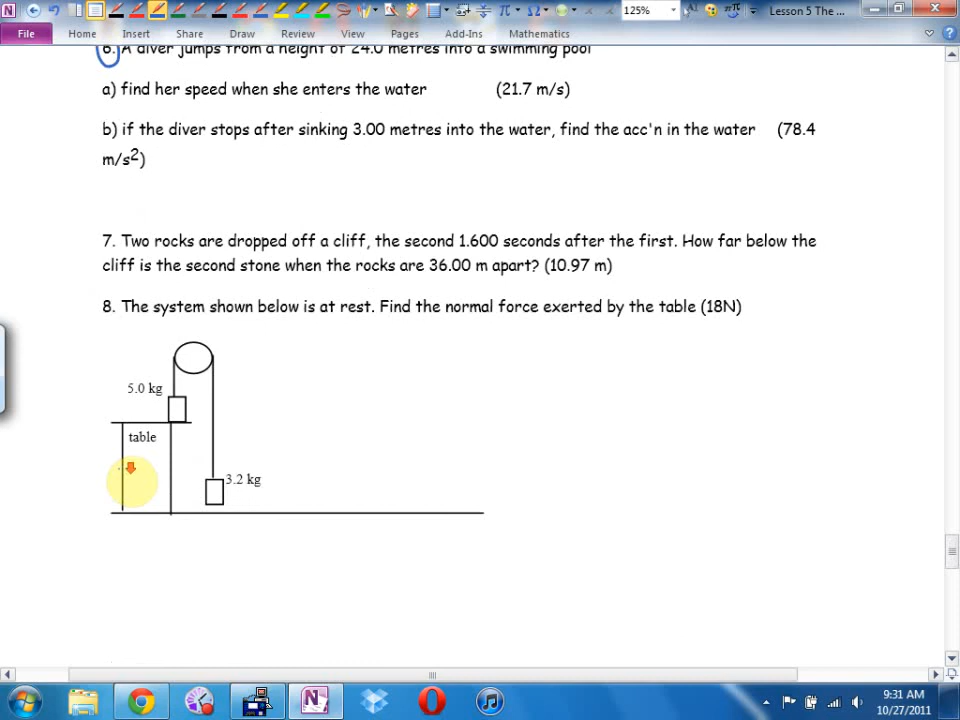 125%
Lesson 5 The ...
File Home Insert Share Draw Review View Pages Add-Ins Mathematics
6. A diver jumps from a height of 24.0 metres into a swimming pool
a) find her speed when she enters the water (21.7 m/s)
b) if the diver stops after sinking 3.00 metres into the water, find the acc'n in the water (78.4
m/s2)
7. Two rocks are dropped off a cliff, the second 1.600 seconds after the first. How far below the
cliff is the second stone when the rocks are 36.00 m apart? (10.97 m)
8. The system shown below is at rest. Find the normal force exerted by the table (18N)
5.0 kg
table
3.2 kg
9:31 AM
10/27/2011